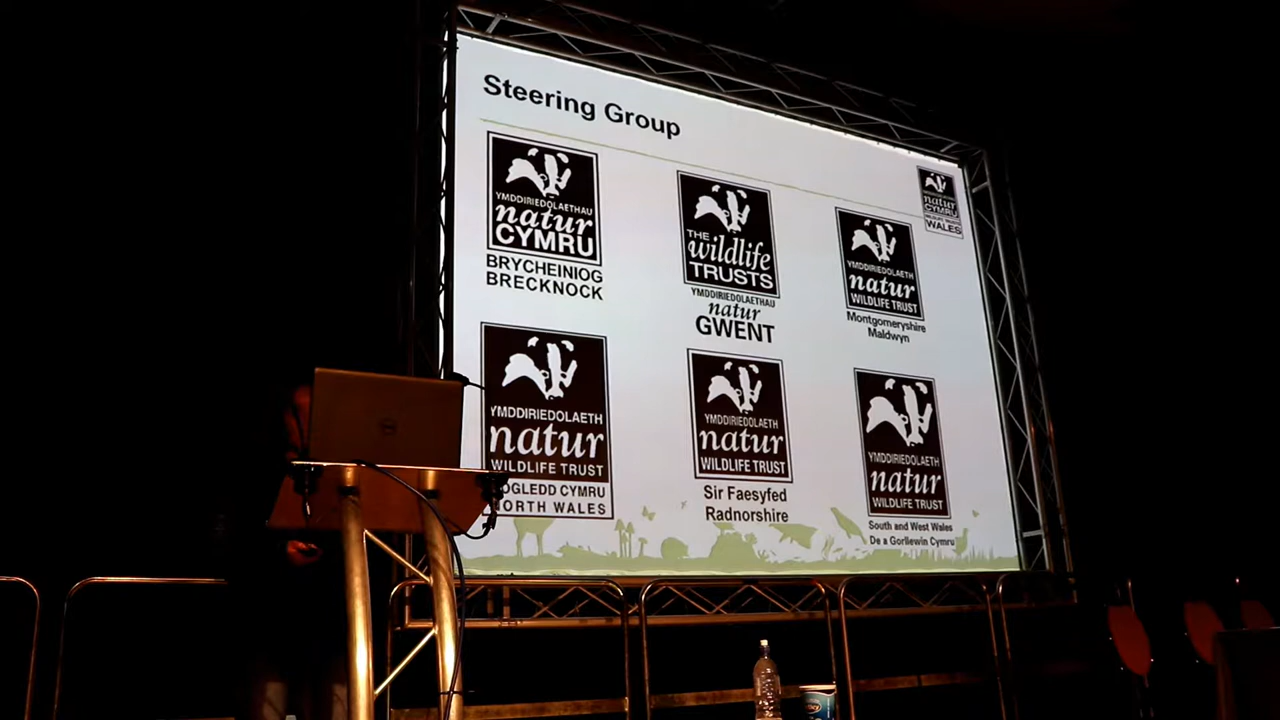 Steering Group
YMDDIRIEDOLAETHAU
natur
CYMRU
BRYCHEINIOG
BRECKNOCK
THE
wildlife
TRUSTS
YMDDIRIEDOLAETHAU
natur
GWENT
YMDDIRIEDOLAETH
natur
WILDLIFE TRUST
Montgomeryshire
Maldwyn
natur
CYMRU
WALES
YMDDIRIEDOLAETH
natur
WILDLIFE TRUST
OGLEDD CYMRU
NORTH WALES
YMDDIRIEDOLAETH
natur
WILDLIFE TRUST
Sir Faesyfed
Radnorshire
YMDDIRIEDOLAETH
natur
WILDLIFE TRUST
South and West Wales
De a Gorllewin Cymru